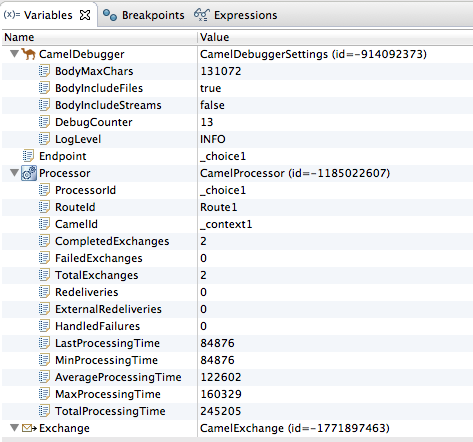 (x)= Variables Breakpoints Expressions
Name Value
CamelDebugger CamelDebuggerSettings (id=-914092373)
BodyMaxChars 131072
BodyIncludeFiles true
BodyIncludeStreams false
DebugCounter 13
LogLevel INFO
Endpoint _choice1
Processor CamelProcessor (id=-1185022607)
ProcessorId _choice1
RouteId Route1
CamelId _context1
CompletedExchanges 2
FailedExchanges 0
TotalExchanges 2
Redeliveries 0
ExternalRedeliveries 0
HandledFailures 0
LastProcessingTime 84876
MinProcessingTime 84876
AverageProcessingTime 122602
MaxProcessingTime 160329
TotalProcessingTime 245205
Exchange CamelExchange (id=-1771897463)